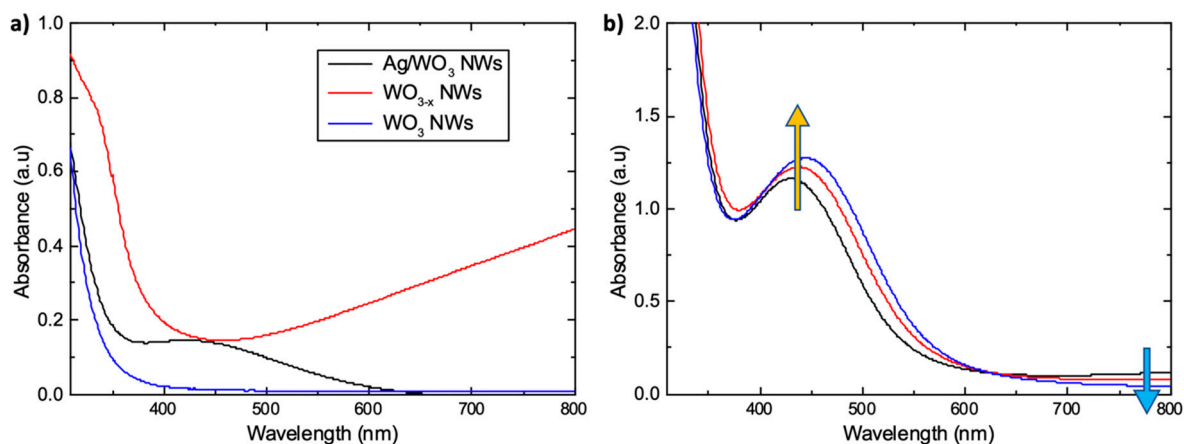 a)
Absorbance (a.u)
1.0
0.8
0.6
0.4
0.2
0.0
Ag/WO₃ NWs
WO₃₋ₓ NWs
WO₃ NWs
400 500 600 700 800
Wavelength (nm)
b)
Absorbance (a.u)
2.0
1.5
1.0
0.5
0.0
400 500 600 700 800
Wavelength (nm)